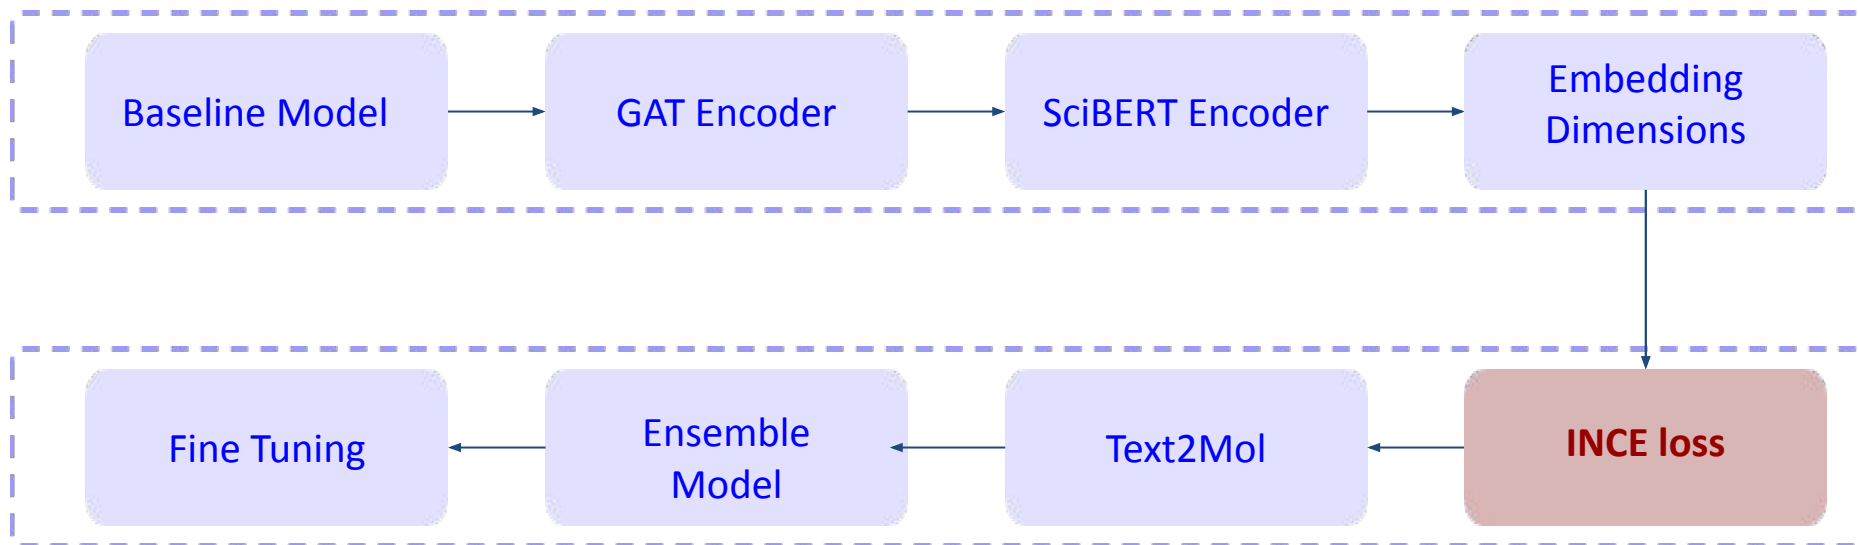 Baseline Model
GAT Encoder
SciBERT Encoder
Embedding
Dimensions
INCE loss
Text2Mol
Ensemble
Model
Fine Tuning